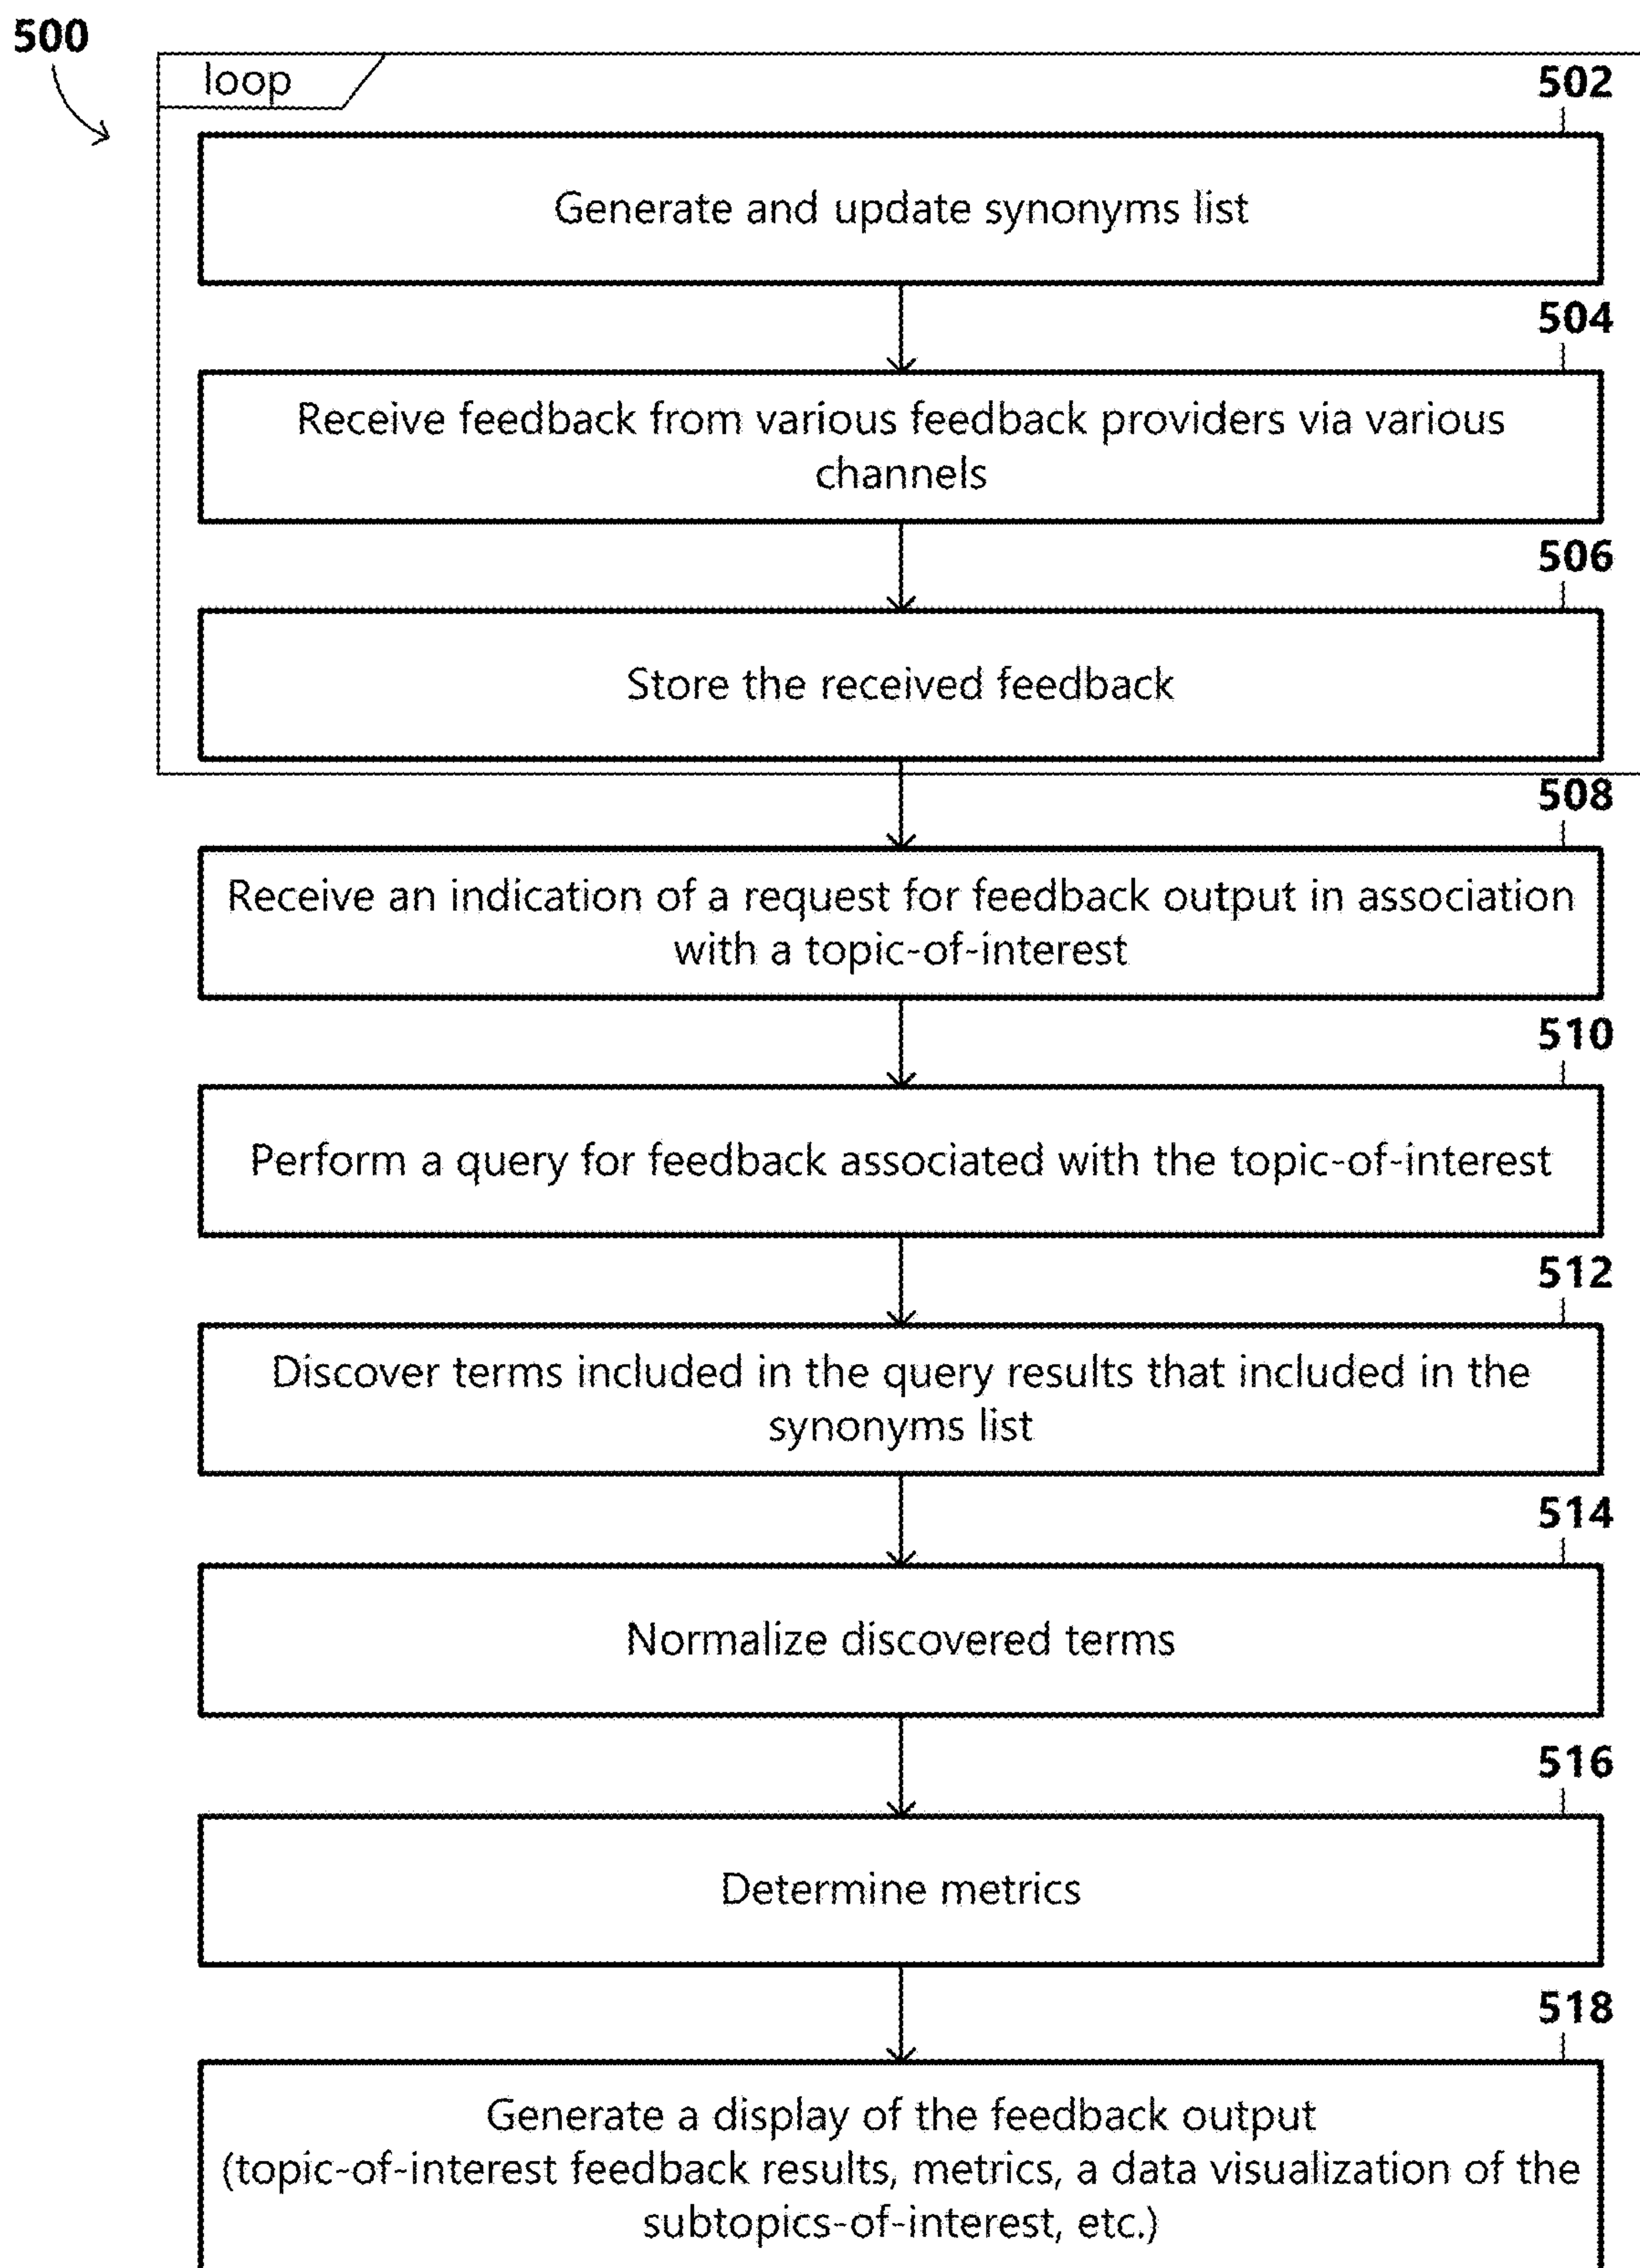 500
loop
502
Generate and update synonyms list
504
Receive feedback from various feedback providers via various
channels
506
Store the received feedback
508
Receive an indication of a request for feedback output in association
with a topic-of-interest
510
Perform a query for feedback associated with the topic-of-interest
512
Discover terms included in the query results that included in the
synonyms list
514
Normalize discovered terms
516
Determine metrics
518
Generate a display of the feedback output
(topic-of-interest feedback results, metrics, a data visualization of the
subtopics-of-interest, etc.)